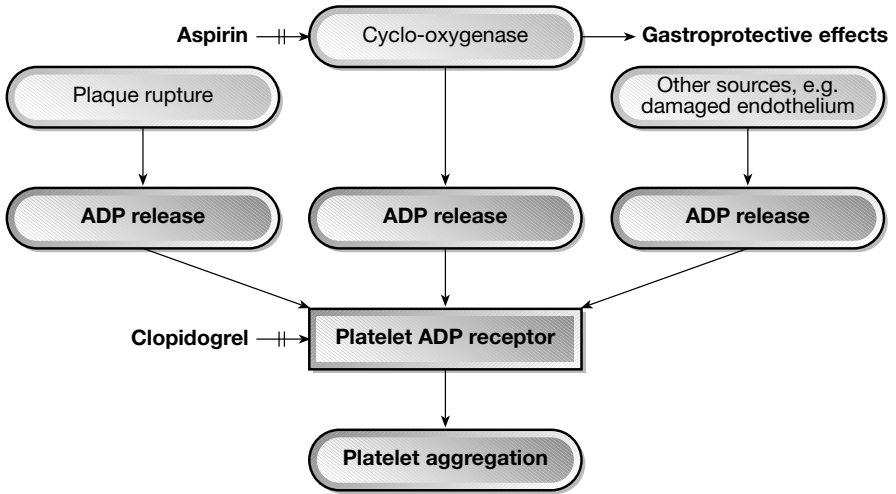 Aspirin
Cyclo-oxygenase
Gastroprotective effects
Plaque rupture
Other sources, e.g.
damaged endothelium
ADP release
ADP release
ADP release
Clopidogrel
Platelet ADP receptor
Platelet aggregation